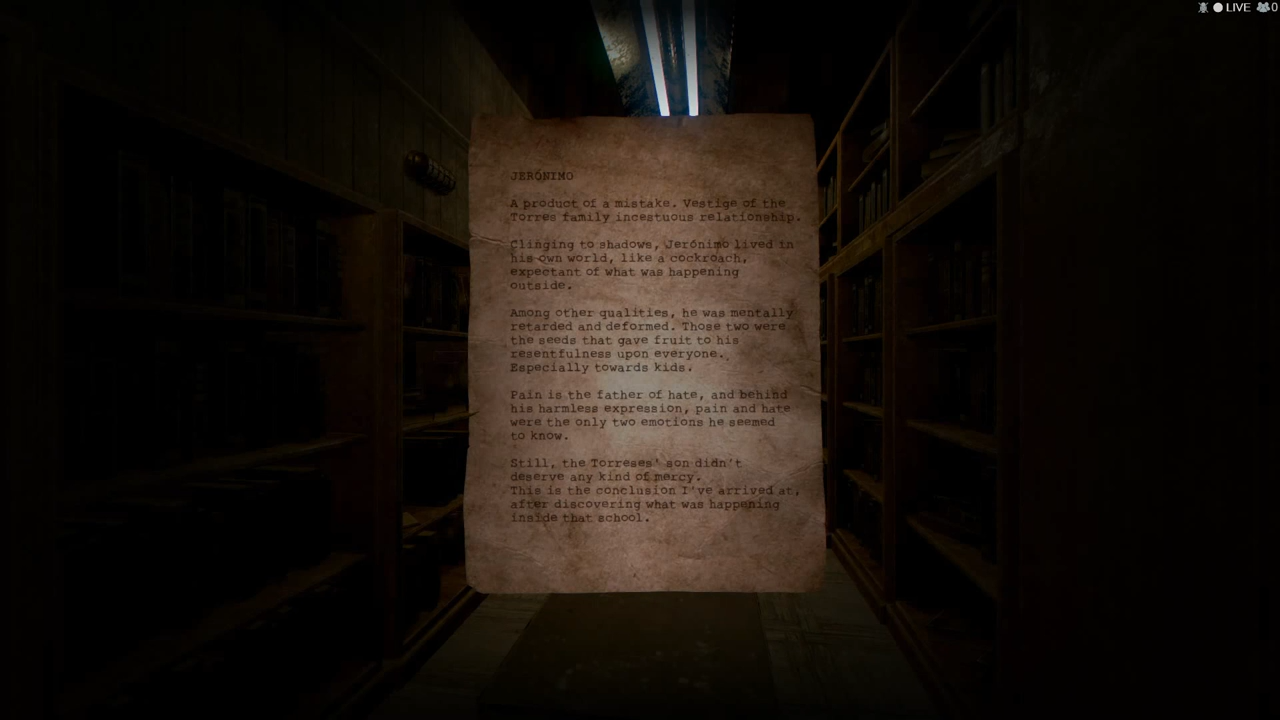 LIVE 0
JERÓNIMO
A product of a mistake. Vestige of the
Torres family incestuous relationship.
Clinging to shadows, Jerónimo lived in
his own world, like a cockroach,
expectant of what was happening
outside.
Among other qualities, he was mentally
retarded and deformed. Those two were
the seeds that gave fruit to his
resentfulness upon everyone.
Especially towards kids.
Pain is the father of hate, and behind
his harmless expression, pain and hate
were the only two emotions he seemed
to know.
Still, the Torreses' son didn't
deserve any kind of mercy.
This is the conclusion I've arrived at,
after discovering what was happening
inside that school.